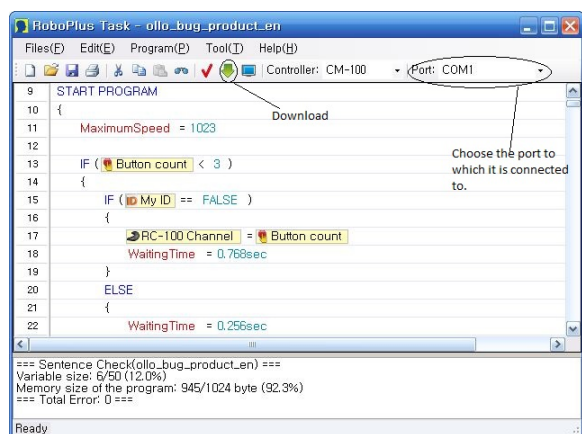 RoboPlus Task - ollo_bug_product_en
Files(F) Edit(E) Program(P) Tool(T) Help(H)
Controller: CM-100 Port: COM1
Download
Choose the port to
which it is connected
to.
9 START PROGRAM
10 {
11 MaximumSpeed = 1023
12
13 IF ( Button count < 3 )
14 {
15 IF ( ID My ID == FALSE )
16 {
17 RC-100 Channel = Button count
18 WaitingTime = 0.768sec
19 }
20 ELSE
21 {
22 WaitingTime = 0.256sec
=== Sentence Check(ollo_bug_product_en) ===
Variable size: 6/50 (12.0%)
Memory size of the program: 945/1024 byte (92.3%)
=== Total Error: 0 ===
Ready